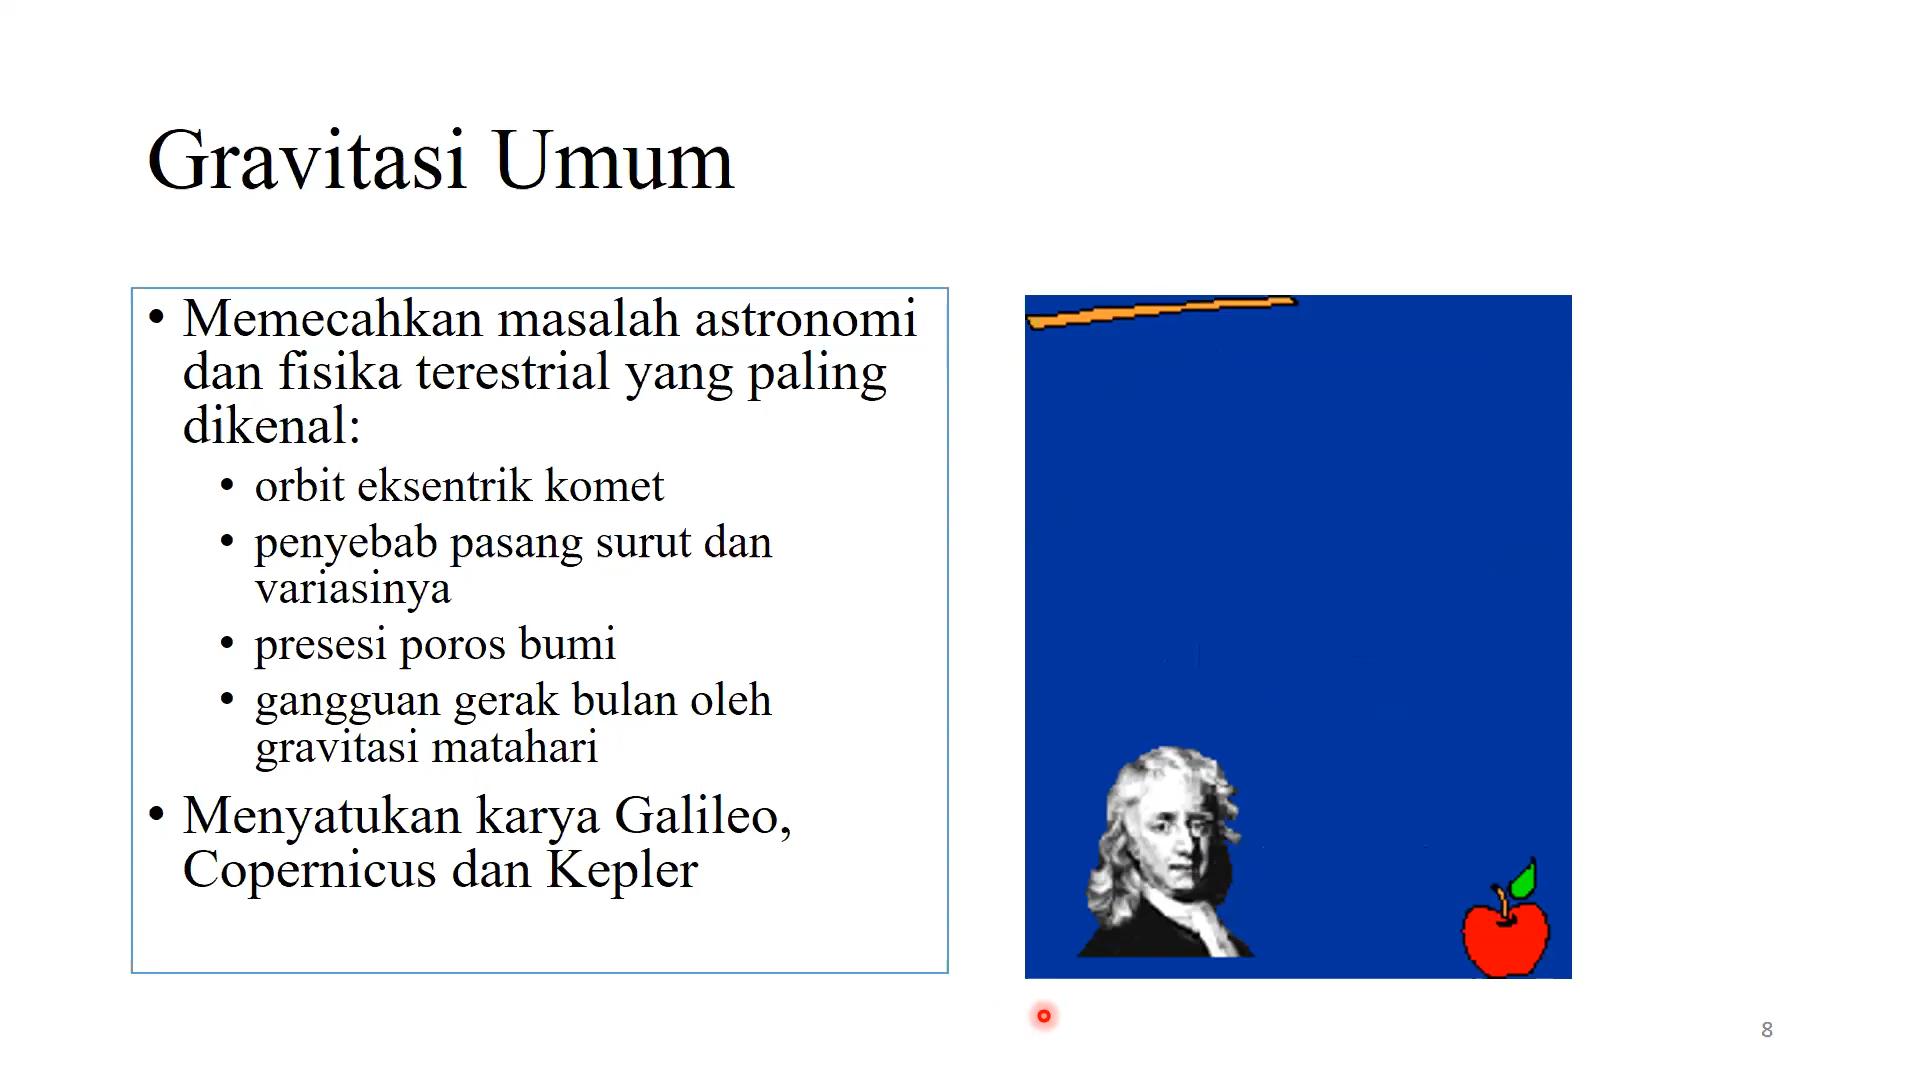 Gravitasi Umum
• Memecahkan masalah astronomi
dan fisika terestrial yang paling
dikenal:
• orbit eksentrik komet
• penyebab pasang surut dan
variasinya
• presesi poros bumi
• gangguan gerak bulan oleh
gravitasi matahari
• Menyatukan karya Galileo,
Copernicus dan Kepler
8